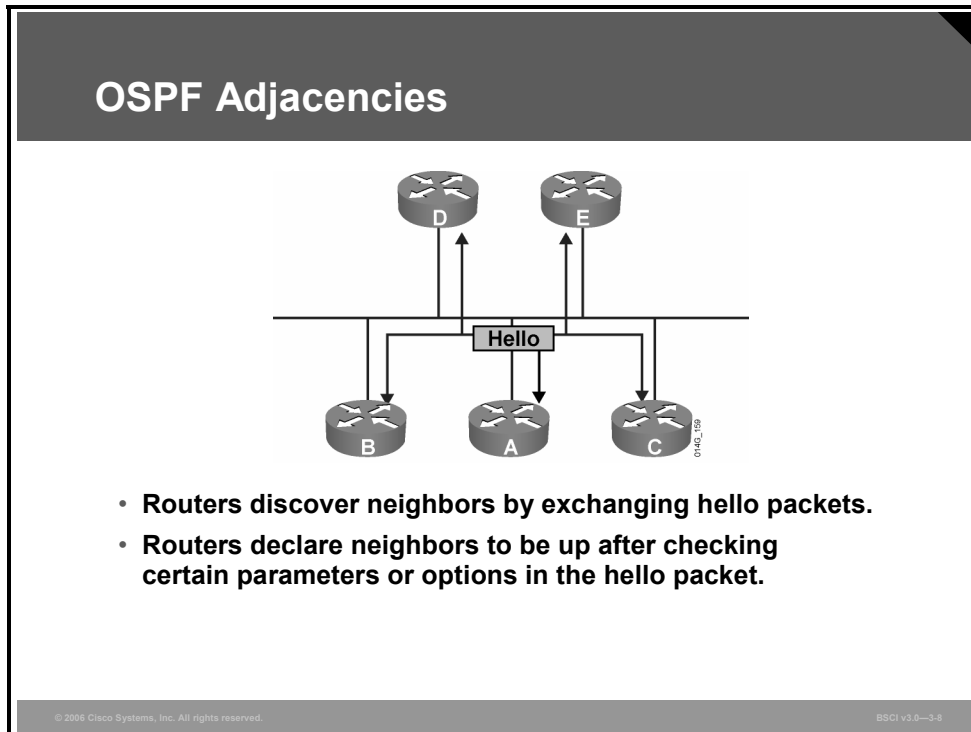 OSPF Adjacencies
D
E
Hello
B
A
C
014G_159
• Routers discover neighbors by exchanging hello packets.
• Routers declare neighbors to be up after checking
certain parameters or options in the hello packet.
© 2006 Cisco Systems, Inc. All rights reserved.
BSCI v3.0—3-8